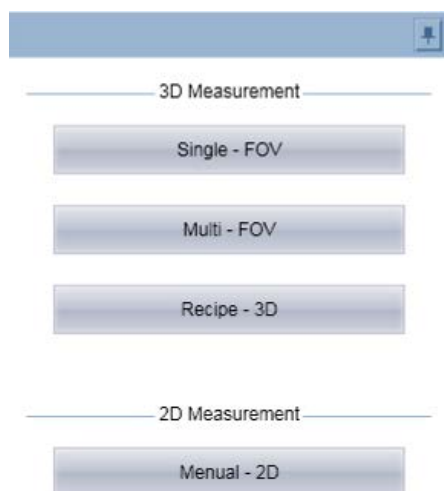 3D Measurement
Single - FOV
Multi - FOV
Recipe - 3D
2D Measurement
Menual - 2D